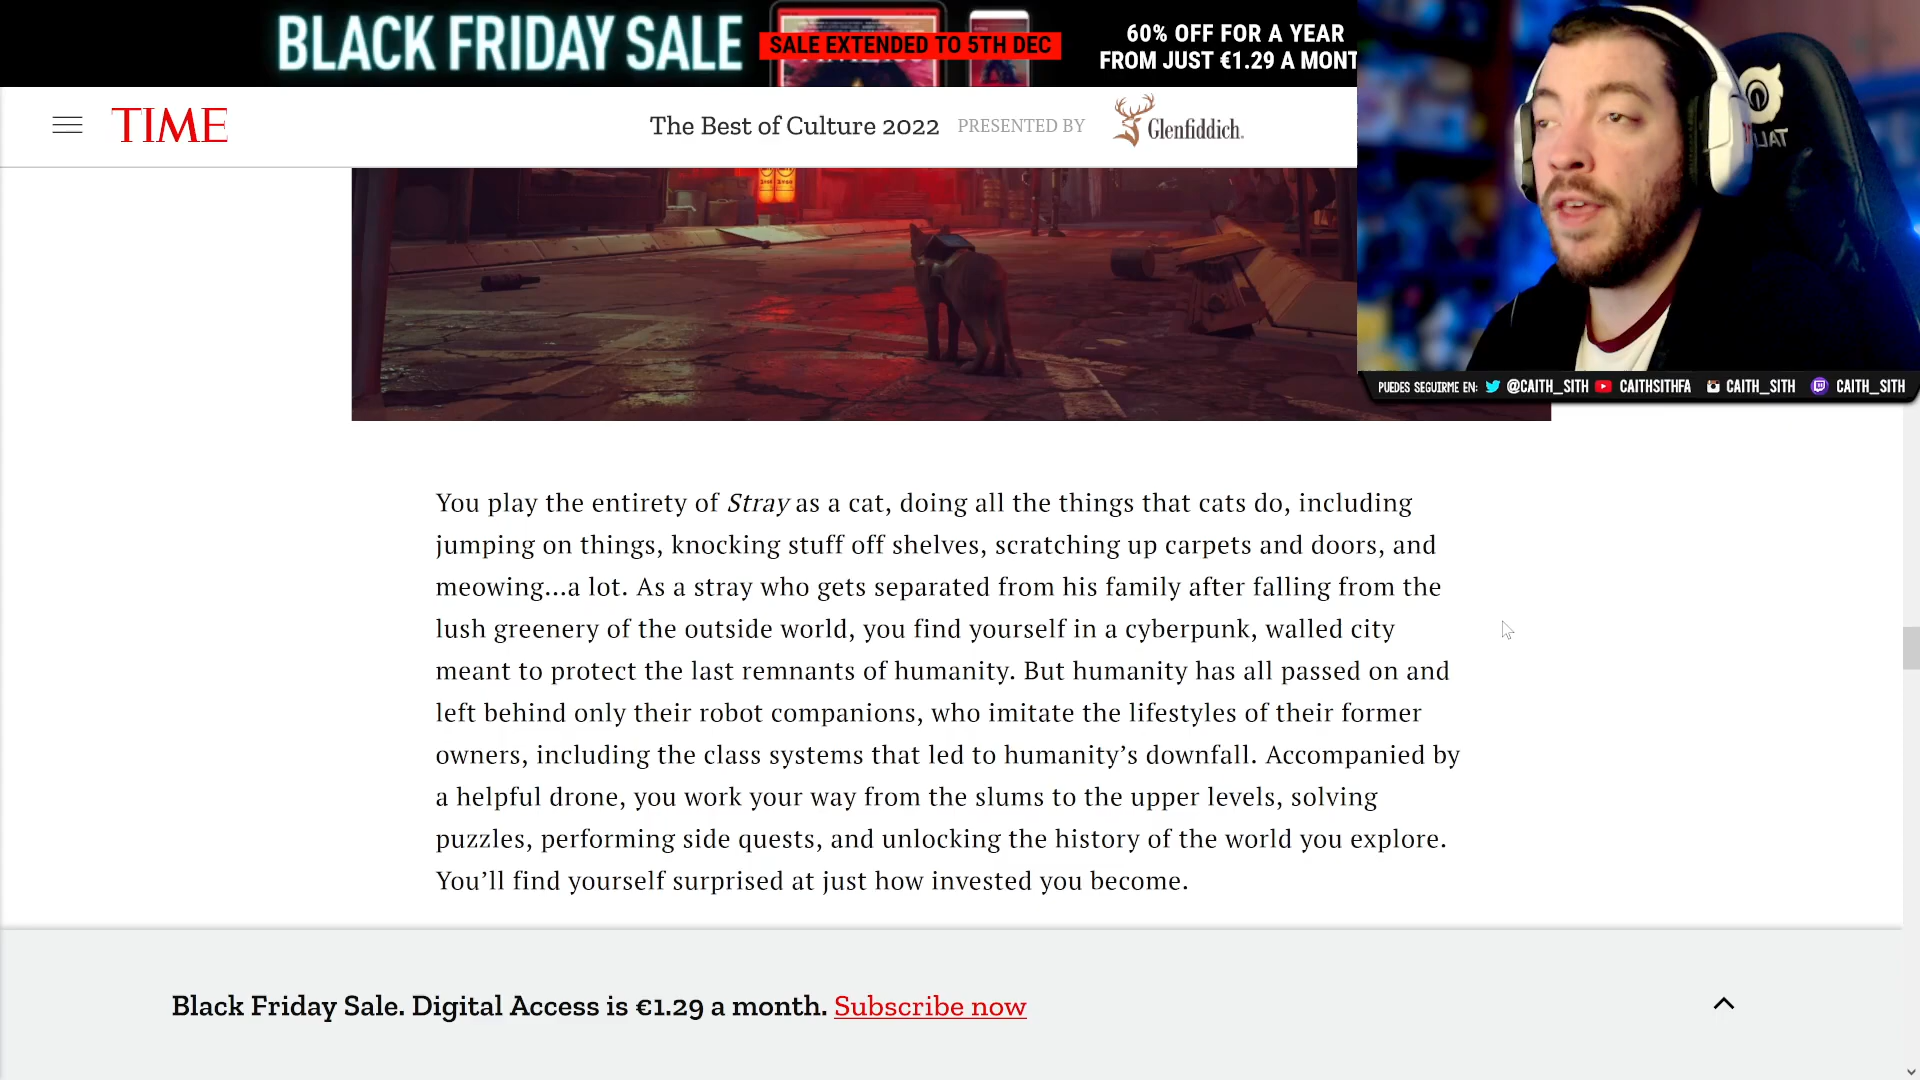 BLACK FRIDAY SALE
SALE EXTENDED TO 5TH DEC
60% OFF FOR A YEAR
FROM JUST €1.29 A MONT
TIME
The Best of Culture 2022 PRESENTED BY Glenfiddich.
PUEDES SEGUIRME EN: @CAITH_SITH CAITHSITHFA CAITH_SITH CAITH_SITH
You play the entirety of Stray as a cat, doing all the things that cats do, including
jumping on things, knocking stuff off shelves, scratching up carpets and doors, and
meowing…a lot. As a stray who gets separated from his family after falling from the
lush greenery of the outside world, you find yourself in a cyberpunk, walled city
meant to protect the last remnants of humanity. But humanity has all passed on and
left behind only their robot companions, who imitate the lifestyles of their former
owners, including the class systems that led to humanity’s downfall. Accompanied by
a helpful drone, you work your way from the slums to the upper levels, solving
puzzles, performing side quests, and unlocking the history of the world you explore.
You’ll find yourself surprised at just how invested you become.
Black Friday Sale. Digital Access is €1.29 a month. Subscribe now